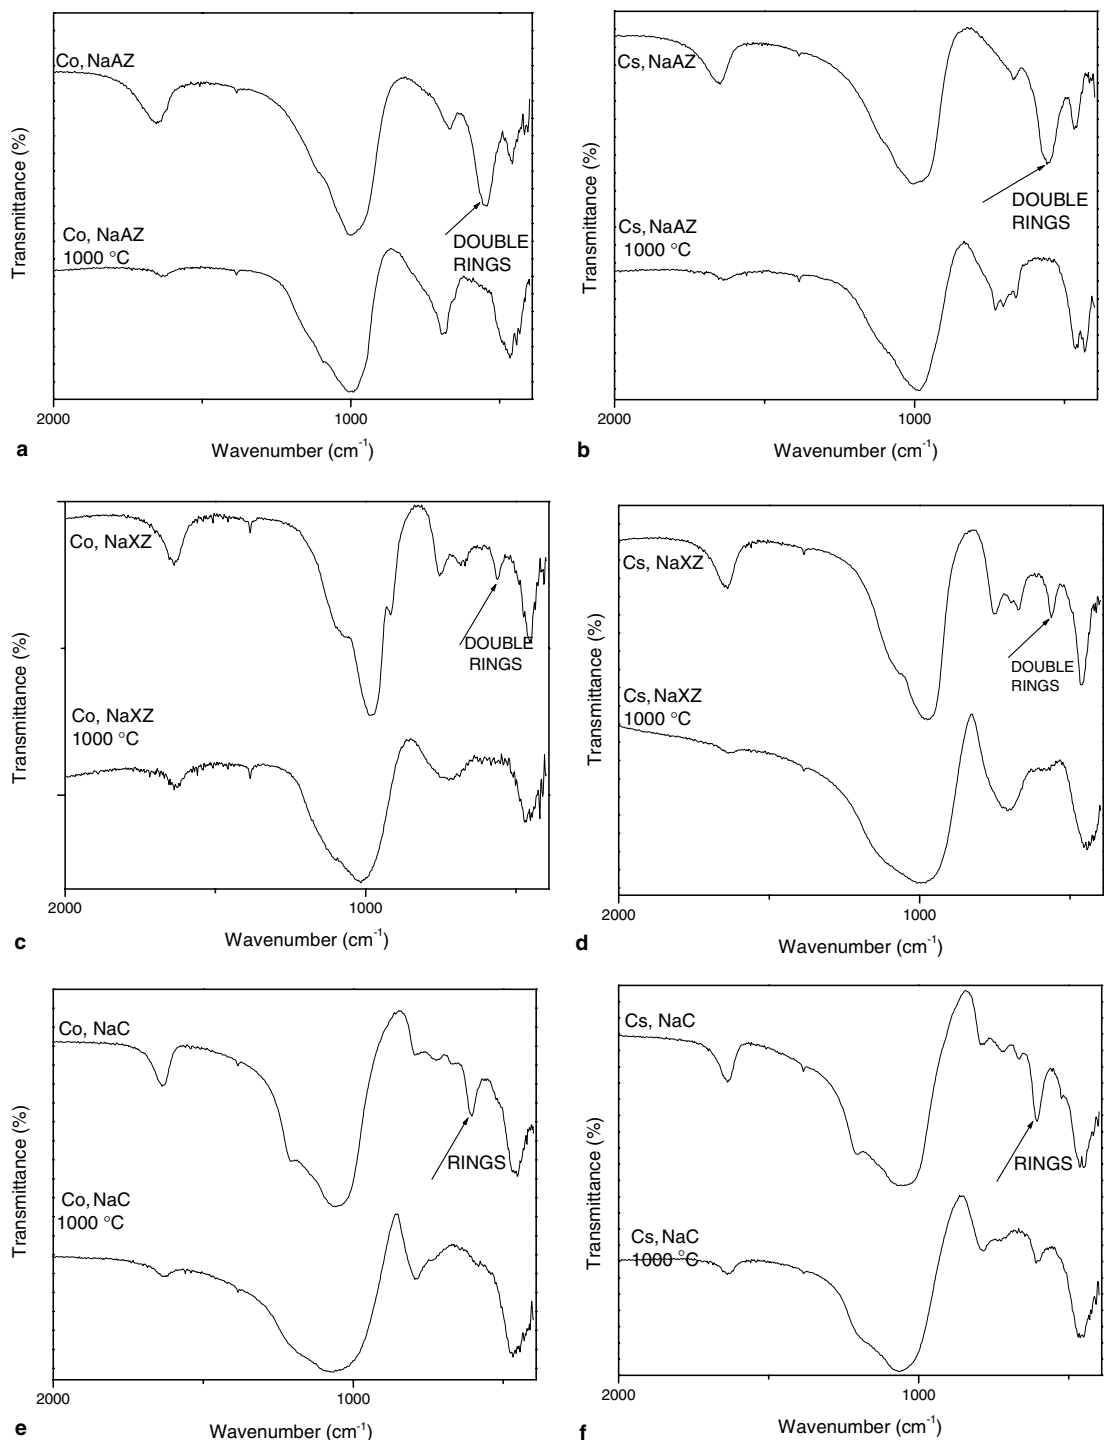 Co, NaAZ
Co, NaAZ
1000 °C
DOUBLE
RINGS
Transmittance (%)
2000
1000
Wavenumber (cm-1)
a
Cs, NaAZ
Cs, NaAZ
1000 °C
DOUBLE
RINGS
Transmittance (%)
2000
1000
Wavenumber (cm-1)
b
Co, NaXZ
Co, NaXZ
1000 °C
DOUBLE
RINGS
Transmittance (%)
2000
1000
Wavenumber (cm-1)
c
Cs, NaXZ
Cs, NaXZ
1000 °C
DOUBLE
RINGS
Transmittance (%)
2000
1000
Wavenumber (cm-1)
d
Co, NaC
Co, NaC
1000 °C
RINGS
Transmittance (%)
2000
1000
Wavenumber (cm-1)
e
Cs, NaC
Cs, NaC
1000 °C
RINGS
Transmittance (%)
2000
1000
Wavenumber (cm-1)
f